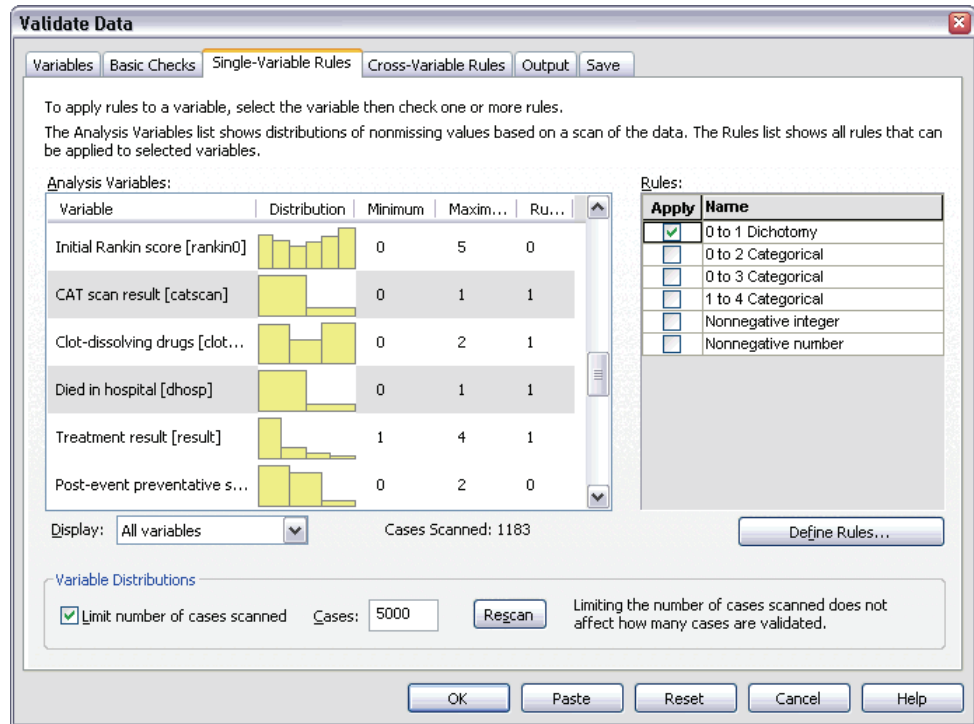 Validate Data
Variables
Basic Checks
Single-Variable Rules
Cross-Variable Rules
Output
Save
To apply rules to a variable, select the variable then check one or more rules.
The Analysis Variables list shows distributions of nonmissing values based on a scan of the data. The Rules list shows all rules that can
be applied to selected variables.
Analysis Variables:
Variable Distribution Minimum Maxim... Ru...
Initial Rankin score [rankin0] 0 5 0
CAT scan result [catscan] 0 1 1
Clot-dissolving drugs [clot... 0 2 1
Died in hospital [dhosp] 0 1 1
Treatment result [result] 1 4 1
Post-event preventative s... 0 2 0
Rules:
Apply Name
0 to 1 Dichotomy
0 to 2 Categorical
0 to 3 Categorical
1 to 4 Categorical
Nonnegative integer
Nonnegative number
Display: All variables
Cases Scanned: 1183
Define Rules...
Variable Distributions
Limit number of cases scanned
Cases: 5000
Rescan
Limiting the number of cases scanned does not
affect how many cases are validated.
OK
Paste
Reset
Cancel
Help